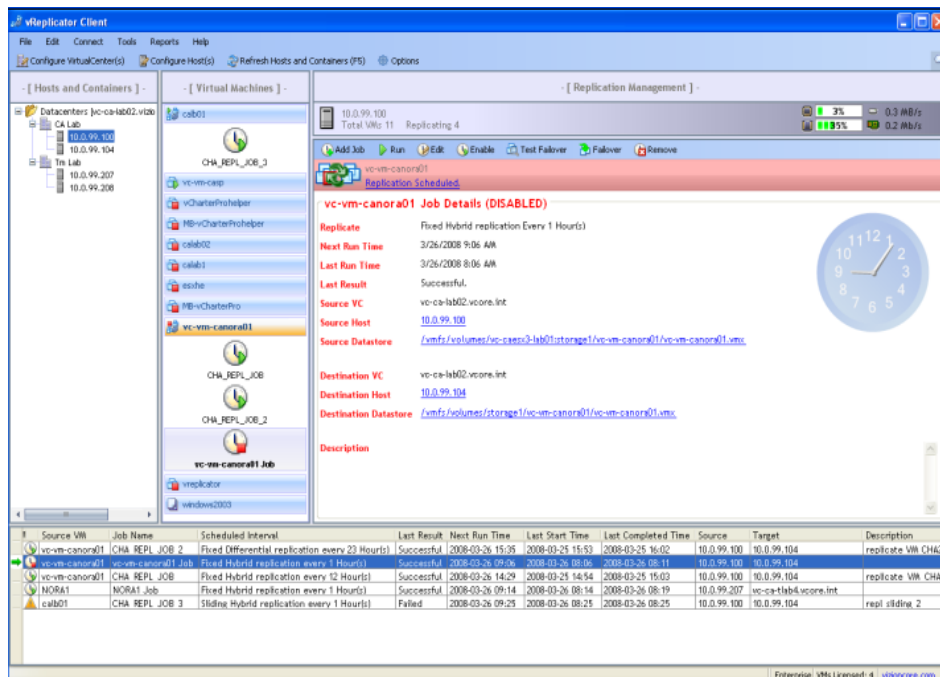 vReplicator Client
File Edit Connect Tools Reports Help
Configure VirtualCenter(s) Configure Host(s) Refresh Hosts and Containers (F5) Options
- [ Hosts and Containers ] -
Datacenters (vc-ca-lab02.vizio
CA Lab
10.0.99.100
10.0.99.104
Tm Lab
10.0.99.207
10.0.99.208
- [ Virtual Machines ] -
calb01
CHA_REPL_JOB_3
vc-vm-casp
vCharterProhelper
MB-vCharterProhelper
calab02
calab1
esxhe
MB-vCharterPro
vc-vm-canora01
CHA_REPL_JOB
CHA_REPL_JOB_2
vc-vm-canora01 Job
vreplicator
windows2003
- [ Replication Management ] -
10.0.99.100
Total VMs 11 Replicating 4
3% 0.3 MB/s
35% 0.2 Mb/s
Add Job Run Edit Enable Test Failover Failover Remove
vc-vm-canora01
Replication Scheduled.
vc-vm-canora01 Job Details (DISABLED)
Replicate Fixed Hybrid replication Every 1 Hour(s)
Next Run Time 3/26/2008 9:06 AM
Last Run Time 3/26/2008 8:06 AM
Last Result Successful.
Source VC vc-ca-lab02.vcore.int
Source Host 10.0.99.100
Source Datastore /vmfs/volumes/vc-caesx3-lab01:storage1/vc-vm-canora01/vc-vm-canora01.vmx
Destination VC vc-ca-lab02.vcore.int
Destination Host 10.0.99.104
Destination Datastore /vmfs/volumes/storage1/vc-vm-canora01/vc-vm-canora01.vmx
Description
12 1 2 3 4 5 6 7 8 9 10 11
! Source VM Job Name Scheduled Interval Last Result Next Run Time Last Start Time Last Completed Time Source Target Description
vc-vm-canora01 CHA REPL JOB 2 Fixed Differential replication every 23 Hour(s) Successful 2008-03-26 15:35 2008-03-25 15:53 2008-03-25 16:02 10.0.99.100 10.0.99.104 replicate VM CHA2
vc-vm-canora01 vc-vm-canora01 Job Fixed Hybrid replication every 1 Hour(s) Successful 2008-03-26 09:06 2008-03-26 08:06 2008-03-26 08:11 10.0.99.100 10.0.99.104
vc-vm-canora01 CHA REPL JOB Fixed Hybrid replication every 12 Hour(s) Successful 2008-03-26 14:29 2008-03-25 14:54 2008-03-25 15:03 10.0.99.100 10.0.99.104 replicate VM CHA
NORA1 NORA1 Job Fixed Hybrid replication every 1 Hour(s) Successful 2008-03-26 09:14 2008-03-26 08:14 2008-03-26 08:19 10.0.99.207 vc-ca-tlab4.vcore.int
calb01 CHA REPL JOB 3 Sliding Hybrid replication every 1 Hour(s) Failed 2008-03-26 09:25 2008-03-26 08:25 2008-03-26 08:25 10.0.99.100 10.0.99.104 repl sliding 2
Enterprise VMs Licensed: 4 vizioncore.com